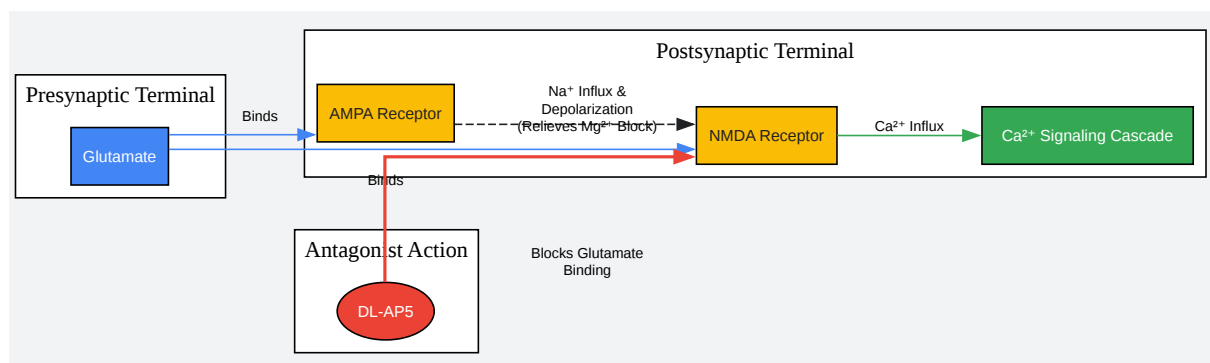 Postsynaptic Terminal
Presynaptic Terminal
Glutamate
Binds
AMPA Receptor
Na⁺ Influx &
Depolarization
(Relieves Mg²⁺ Block)
NMDA Receptor
Ca²⁺ Influx
Ca²⁺ Signaling Cascade
Binds
Antagonist Action
DL-AP5
Blocks Glutamate
Binding